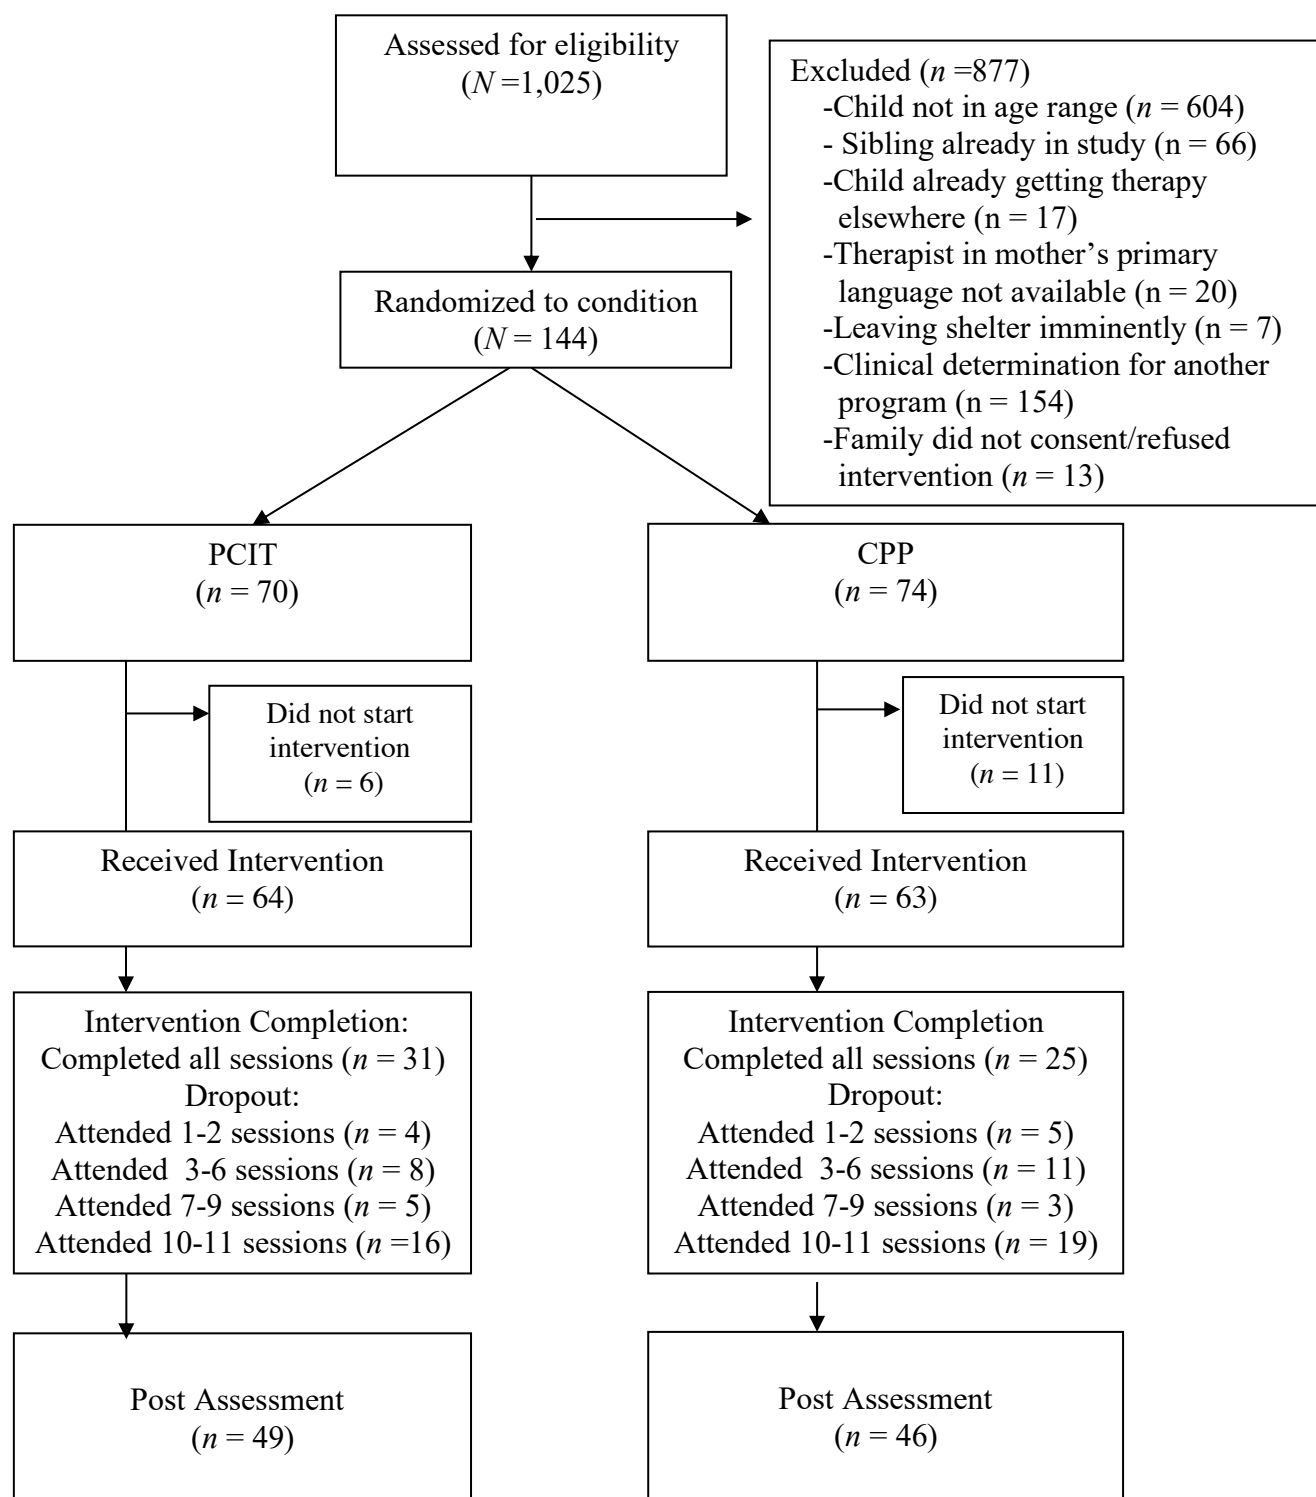 Assessed for eligibility
(N =1,025)
Excluded (n =877)
-Child not in age range (n = 604)
- Sibling already in study (n = 66)
-Child already getting therapy
elsewhere (n = 17)
-Therapist in mother’s primary
language not available (n = 20)
-Leaving shelter imminently (n = 7)
-Clinical determination for another
program (n = 154)
-Family did not consent/refused
intervention (n = 13)
Randomized to condition
(N = 144)
PCIT
(n = 70)
CPP
(n = 74)
Did not start
intervention
(n = 6)
Did not start
intervention
(n = 11)
Received Intervention
(n = 64)
Received Intervention
(n = 63)
Intervention Completion:
Completed all sessions (n = 31)
Dropout:
Attended 1-2 sessions (n = 4)
Attended  3-6 sessions (n = 8)
Attended 7-9 sessions (n = 5)
Attended 10-11 sessions (n =16)
Intervention Completion
Completed all sessions (n = 25)
Dropout:
Attended 1-2 sessions (n = 5)
Attended  3-6 sessions (n = 11)
Attended 7-9 sessions (n = 3)
Attended 10-11 sessions (n = 19)
Post Assessment
(n = 49)
Post Assessment
(n = 46)